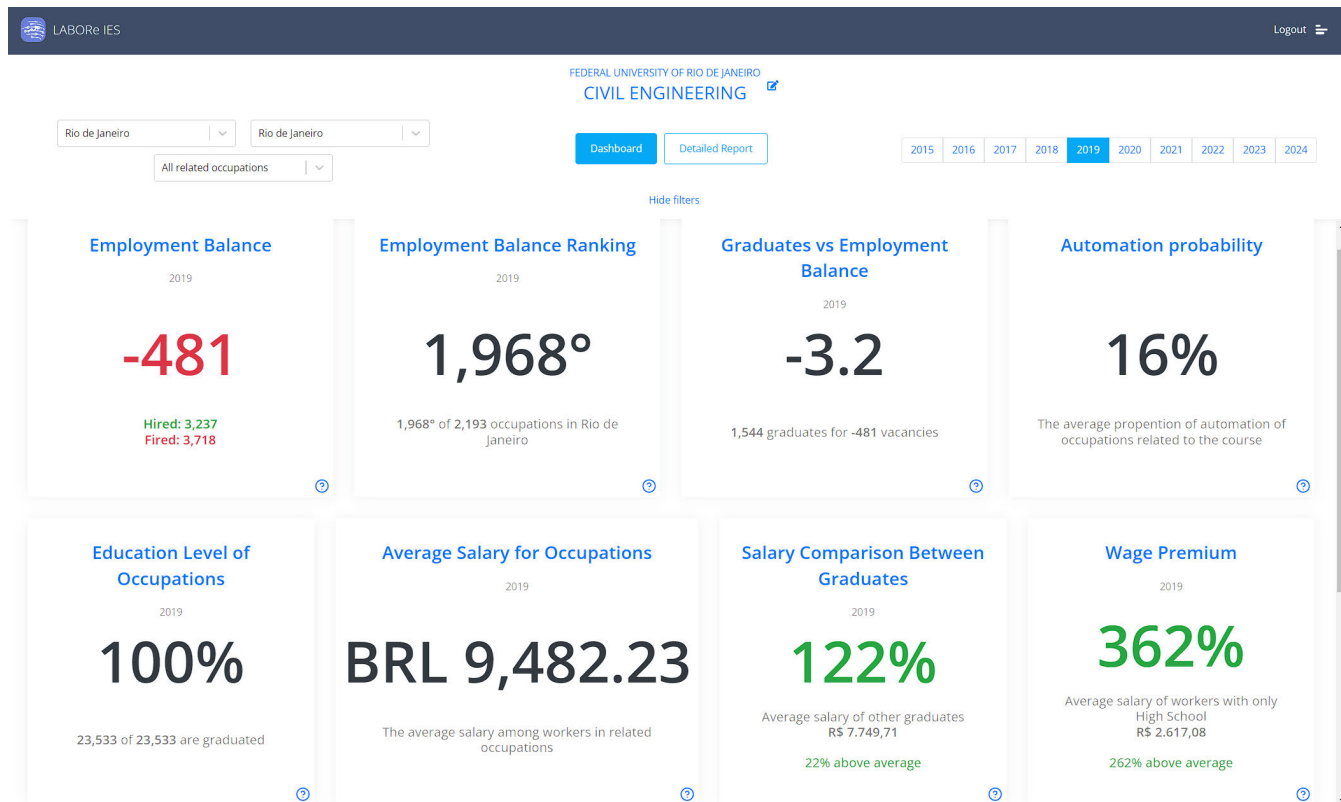 LABORe IES
Logout
FEDERAL UNIVERSITY OF RIO DE JANEIRO
CIVIL ENGINEERING
Rio de Janeiro
Rio de Janeiro
All related occupations
Dashboard
Detailed Report
2015 2016 2017 2018 2019 2020 2021 2022 2023 2024
Hide filters
Employment Balance
2019
-481
Hired: 3,237
Fired: 3,718
Employment Balance Ranking
2019
1,968°
1,968° of 2,193 occupations in Rio de
Janeiro
Graduates vs Employment
Balance
2019
-3.2
1,544 graduates for -481 vacancies
Automation probability
16%
The average propention of automation of
occupations related to the course
Education Level of
Occupations
2019
100%
23,533 of 23,533 are graduated
Average Salary for Occupations
2019
BRL 9,482.23
The average salary among workers in related
occupations
Salary Comparison Between
Graduates
2019
122%
Average salary of other graduates
R$ 7.749,71
22% above average
Wage Premium
2019
362%
Average salary of workers with only
High School
R$ 2.617,08
262% above average